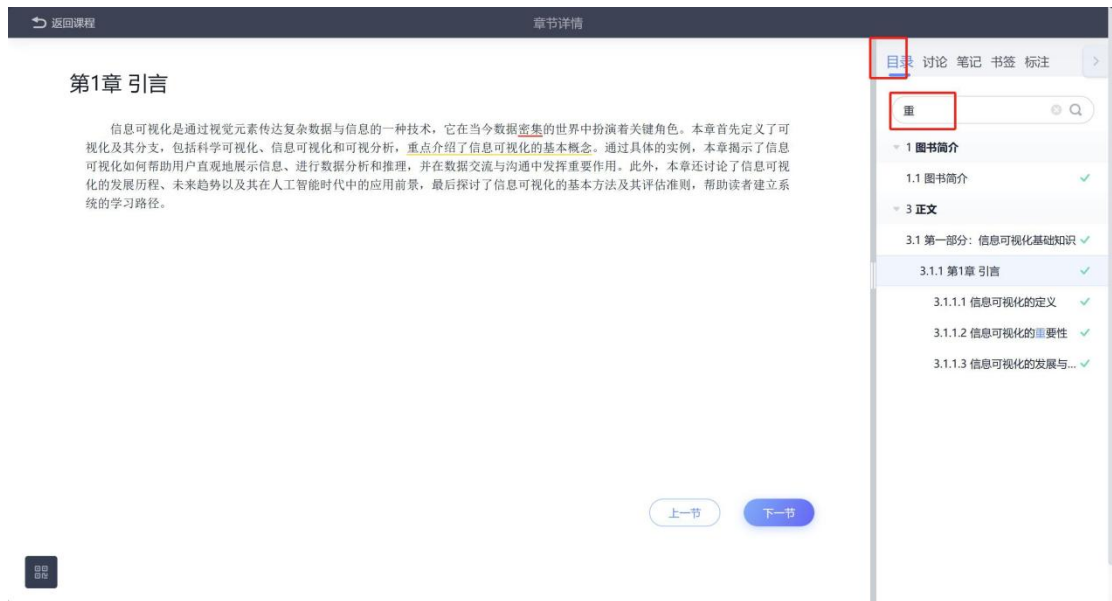 返回课程
章节详情
第1章 引言
信息可视化是通过视觉元素传达复杂数据与信息的一种技术，它在当今数据密集的世界中扮演着关键角色。本章首先定义了可
视化及其分支，包括科学可视化、信息可视化和可视分析，重点介绍了信息可视化的基本概念。通过具体的实例，本章揭示了信息
可视化如何帮助用户直观地展示信息、进行数据分析和推理，并在数据交流与沟通中发挥重要作用。此外，本章还讨论了信息可视
化的发展历程、未来趋势以及其在人工智能时代中的应用前景，最后探讨了信息可视化的基本方法及其评估准则，帮助读者建立系
统的学习路径。
上一节
下一节
目录 讨论 笔记 书签 标注
重
1 图书简介
1.1 图书简介
3 正文
3.1 第一部分：信息可视化基础知识
3.1.1 第1章 引言
3.1.1.1 信息可视化的定义
3.1.1.2 信息可视化的重要性
3.1.1.3 信息可视化的发展与...